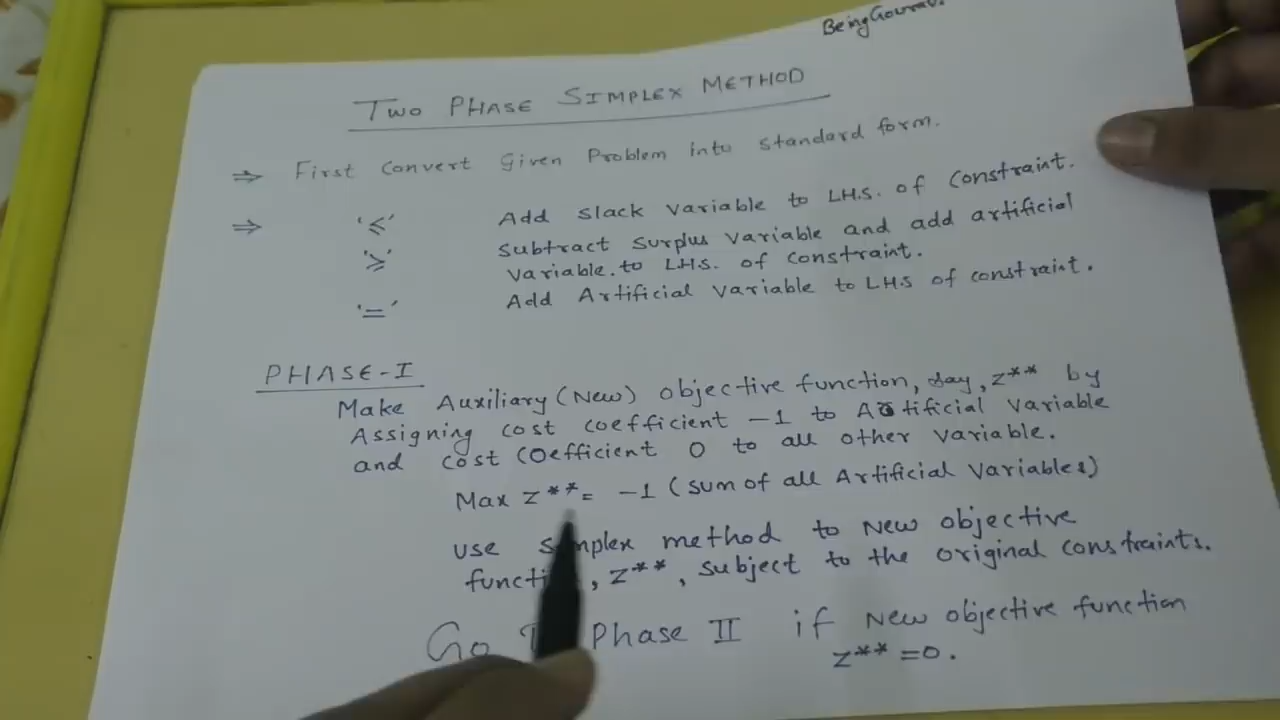 BeingGourav.
TWO PHASE SIMPLEX METHOD
⇒ First Convert Given Problem into standard form.
⇒ '≤' Add slack variable to LHS. of constraint.
'≥' subtract surplus variable and add artificial
variable. to LHS. of constraint.
'=' Add Artificial variable to LHS of constraint.
PHASE-I
Make Auxiliary (New) objective function, say, Z** by
Assigning cost coefficient -1 to Artificial variable
and cost coefficient 0 to all other variable.
Max Z** = -1 (sum of all Artificial Variables)
use simplex method to New objective
function, Z**, subject to the original constraints.
Go Phase II if New objective function
Z** = 0.